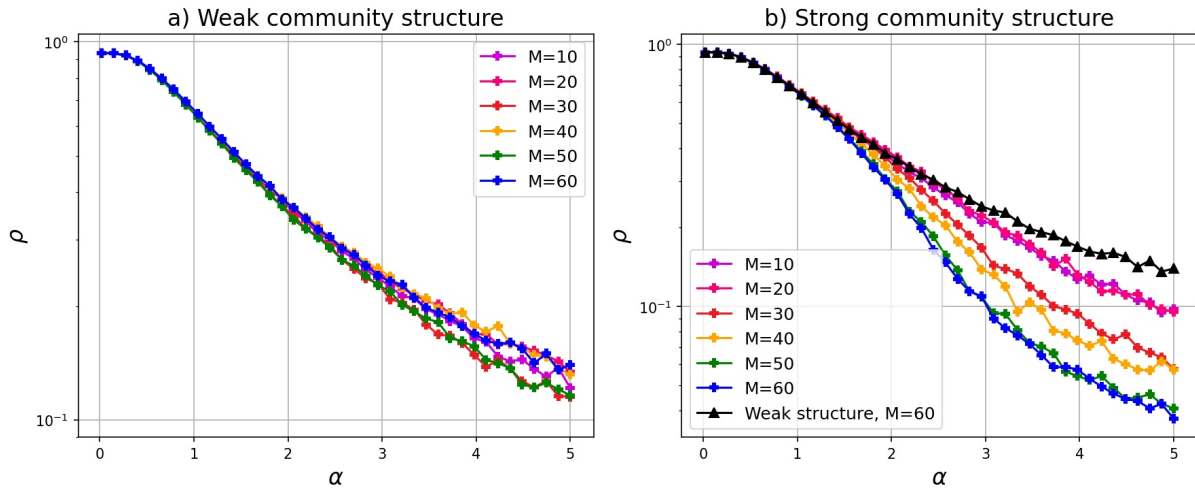 a) Weak community structure
10⁰
10⁻¹
ρ
0 1 2 3 4 5
α
M=10
M=20
M=30
M=40
M=50
M=60
b) Strong community structure
10⁰
10⁻¹
ρ
0 1 2 3 4 5
α
M=10
M=20
M=30
M=40
M=50
M=60
Weak structure, M=60